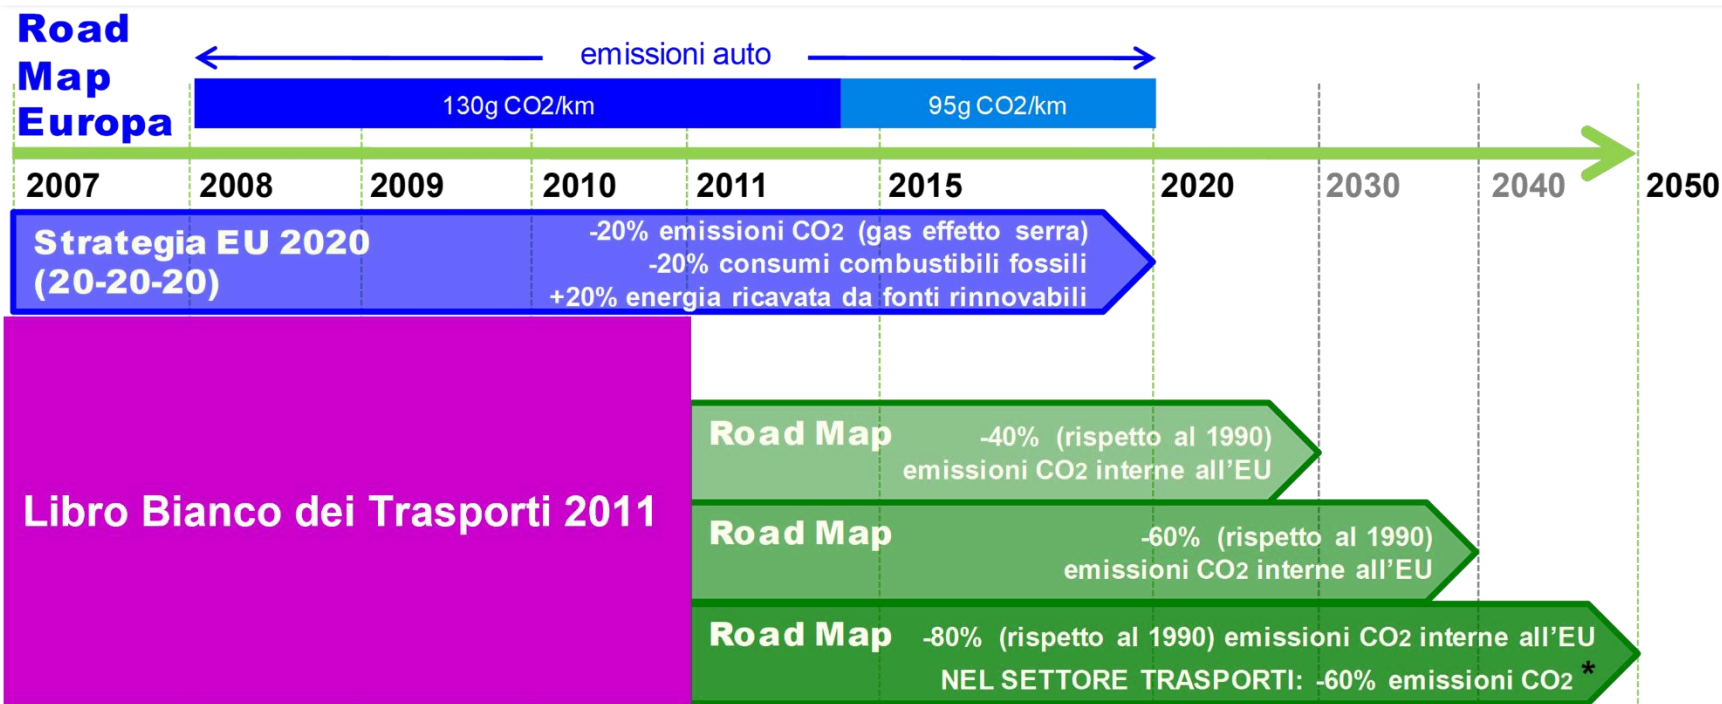 Road
Map
Europa
emissioni auto
130g CO2/km
95g CO2/km
2007
2008
2009
2010
2011
2015
2020
2030
2040
2050
Strategia EU 2020
(20-20-20)
-20% emissioni CO2 (gas effetto serra)
-20% consumi combustibili fossili
+20% energia ricavata da fonti rinnovabili
Libro Bianco dei Trasporti 2011
Road Map
-40% (rispetto al 1990)
emissioni CO2 interne all’EU
Road Map
-60% (rispetto al 1990)
emissioni CO2 interne all’EU
Road Map
-80% (rispetto al 1990) emissioni CO2 interne all’EU
NEL SETTORE TRASPORTI: -60% emissioni CO2 *